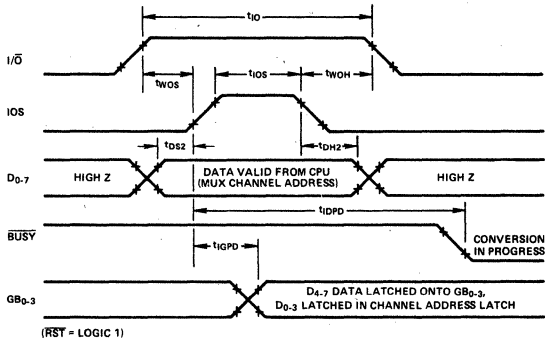 tIO
I/O̅
tWOS
tIOS
tWOH
IOS
tDS2
tDH2
D0-7
HIGH Z
DATA VALID FROM CPU
(MUX CHANNEL ADDRESS)
HIGH Z
tIDPD
B̅U̅S̅Y̅
CONVERSION
IN PROGRESS
tIGPD
GB0-3
D4-7 DATA LATCHED ONTO GB0-3,
D0-3 LATCHED IN CHANNEL ADDRESS LATCH
(R̅S̅T̅ = LOGIC 1)